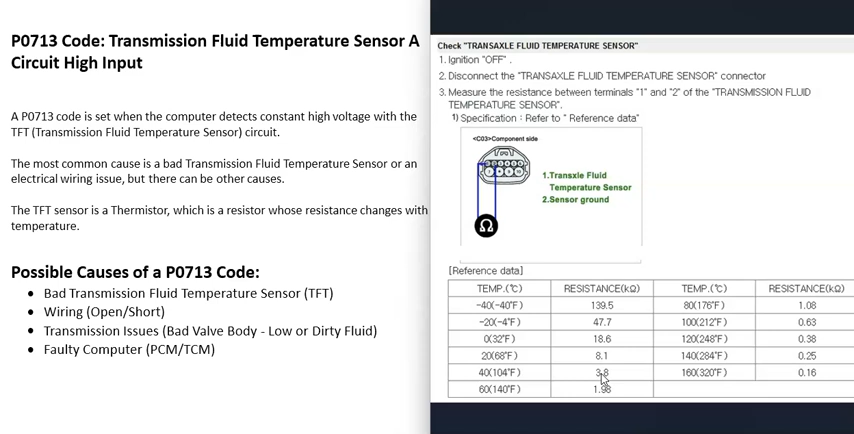 P0713 Code: Transmission Fluid Temperature Sensor A
Circuit High Input
A P0713 code is set when the computer detects constant high voltage with the
TFT (Transmission Fluid Temperature Sensor) circuit.
The most common cause is a bad Transmission Fluid Temperature Sensor or an
electrical wiring issue, but there can be other causes.
The TFT sensor is a Thermistor, which is a resistor whose resistance changes with
temperature.
Possible Causes of a P0713 Code:
• Bad Transmission Fluid Temperature Sensor (TFT)
• Wiring (Open/Short)
• Transmission Issues (Bad Valve Body - Low or Dirty Fluid)
• Faulty Computer (PCM/TCM)
Check "TRANSAXLE FLUID TEMPERATURE SENSOR"
1. Ignition "OFF" .
2. Disconnect the "TRANSAXLE FLUID TEMPERATURE SENSOR" connector
3. Measure the resistance between terminals "1" and "2" of the "TRANSMISSION FLUID
TEMPERATURE SENSOR".
1) Specification : Refer to " Reference data"
<C03>Component side
1.Transxle Fluid
Temperature Sensor
2.Sensor ground
Ω
[Reference data]
TEMP.(℃) RESISTANCE(kΩ) TEMP.(℃) RESISTANCE(kΩ)
-40(-40°F) 139.5 80(176°F) 1.08
-20(-4°F) 47.7 100(212°F) 0.63
0(32°F) 18.6 120(248°F) 0.38
20(68°F) 8.1 140(284°F) 0.25
40(104°F) 3.8 160(320°F) 0.16
60(140°F) 1.98